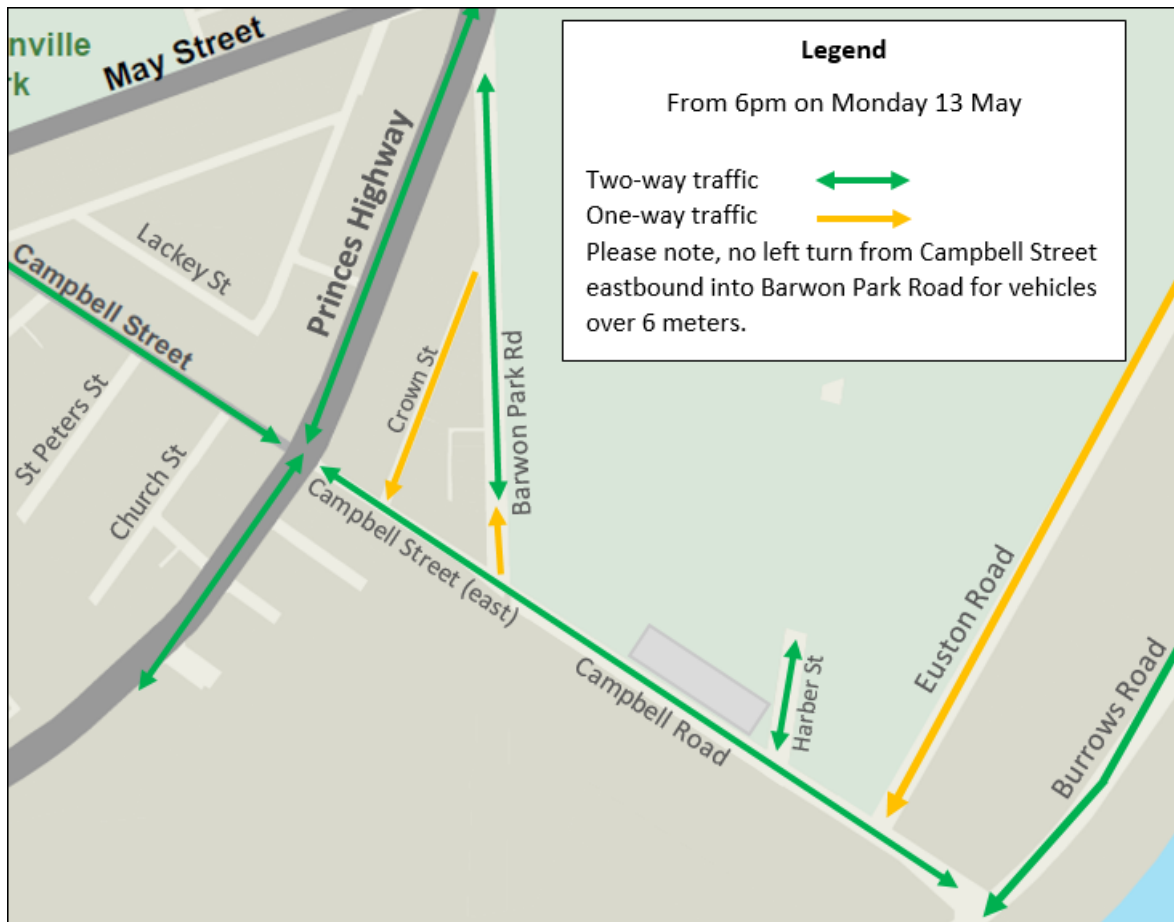 nville
rk
May Street
Princes Highway
Lackey St
Campbell Street
St Peters St
Church St
Crown St
Barwon Park Rd
Campbell Street (east)
Campbell Road
Harber St
Euston Road
Burrows Road
Legend
From 6pm on Monday 13 May
Two-way traffic
One-way traffic
Please note, no left turn from Campbell Street
eastbound into Barwon Park Road for vehicles
over 6 meters.